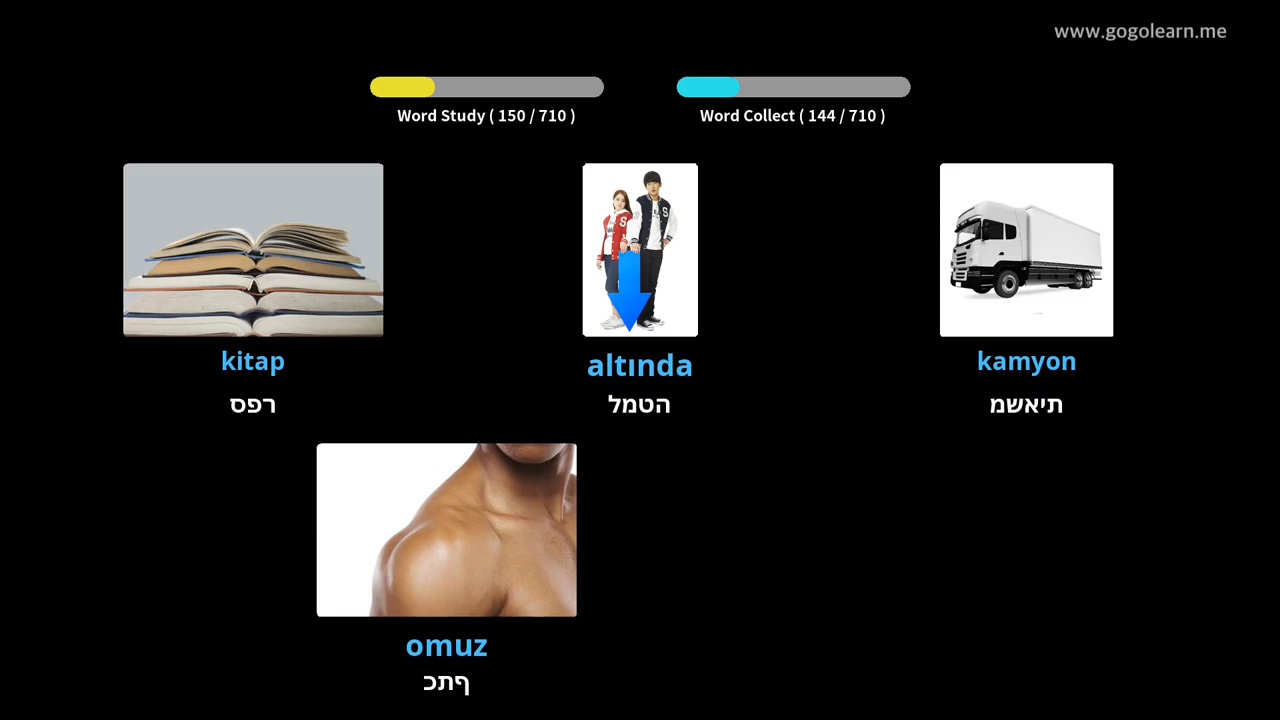 www.gogolearn.me
Word Study ( 150 / 710 )
Word Collect ( 144 / 710 )
kitap
ספר
altında
למטה
kamyon
משאית
omuz
כתף